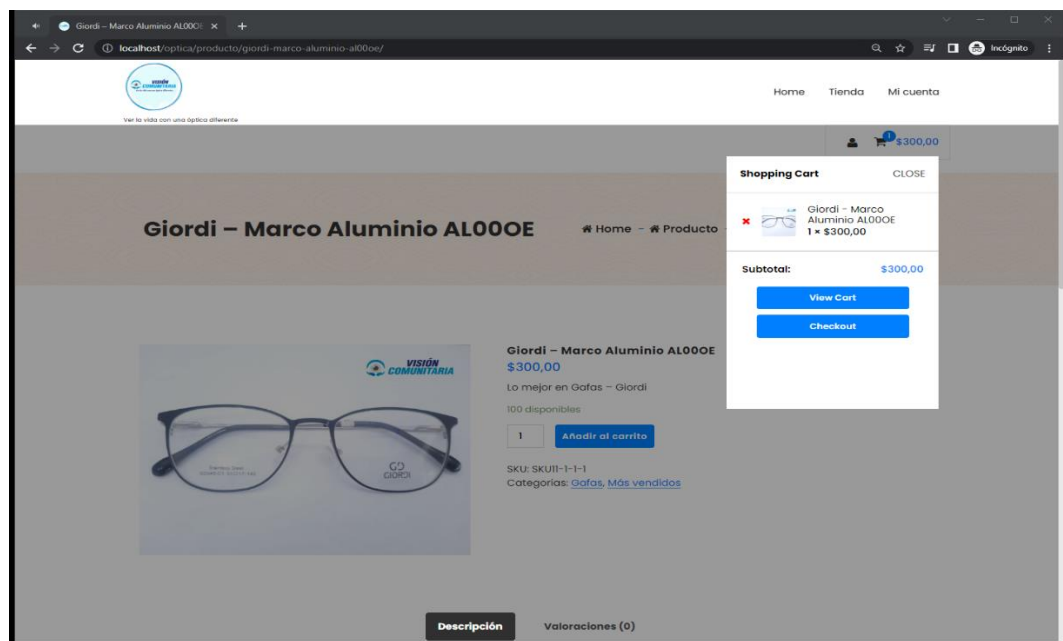 Giordi – Marco Aluminio AL00OE
localhost/optica/producto/giordi-marco-aluminio-al00oe/
Incógnito
VISIÓN
COMUNITARIA
Ver la vida con una óptica diferente
Home Tienda Mi cuenta
1
$300,00
Shopping Cart CLOSE
Giordi - Marco
Aluminio AL00OE
1 × $300,00
Subtotal: $300,00
View Cart
Checkout
Giordi – Marco Aluminio AL00OE
Home - Producto -
VISIÓN
COMUNITARIA
GIORDI
Giordi – Marco Aluminio AL00OE
$300,00
Lo mejor en Gafas – Giordi
100 disponibles
1 Añadir al carrito
SKU: SKU11-1-1-1
Categorías: Gafas, Más vendidos
Descripción Valoraciones (0)